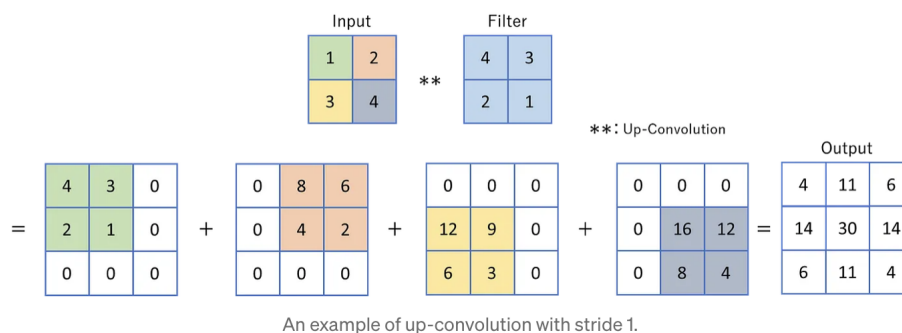 Input Filter
1 2 4 3
**
3 4 2 1
**: Up-Convolution
Output
4 3 0 0 8 6 0 0 0 0 0 0 4 11 6
= 2 1 0 + 0 4 2 + 12 9 0 + 0 16 12 = 14 30 14
0 0 0 0 0 0 6 3 0 0 8 4 6 11 4
An example of up-convolution with stride 1.